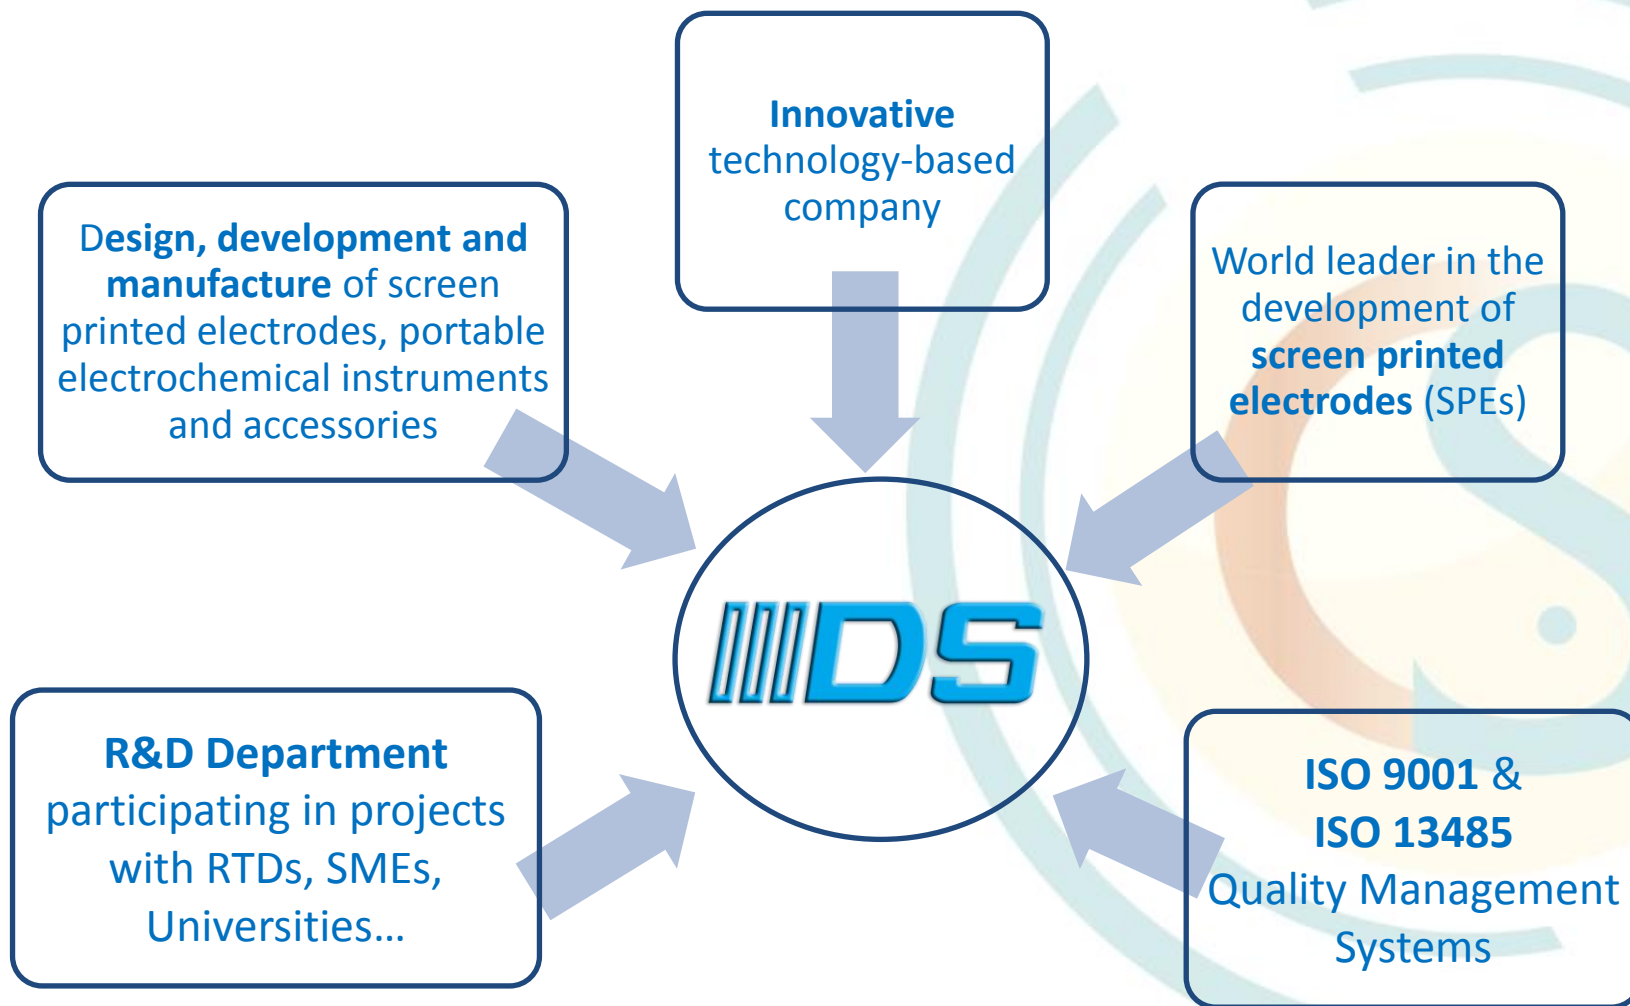 Innovative
technology-based
company
Design, development and
manufacture of screen
printed electrodes, portable
electrochemical instruments
and accessories
World leader in the
development of
screen printed
electrodes (SPEs)
DS
R&D Department
participating in projects
with RTDs, SMEs,
Universities…
ISO 9001 &
ISO 13485
Quality Management
Systems